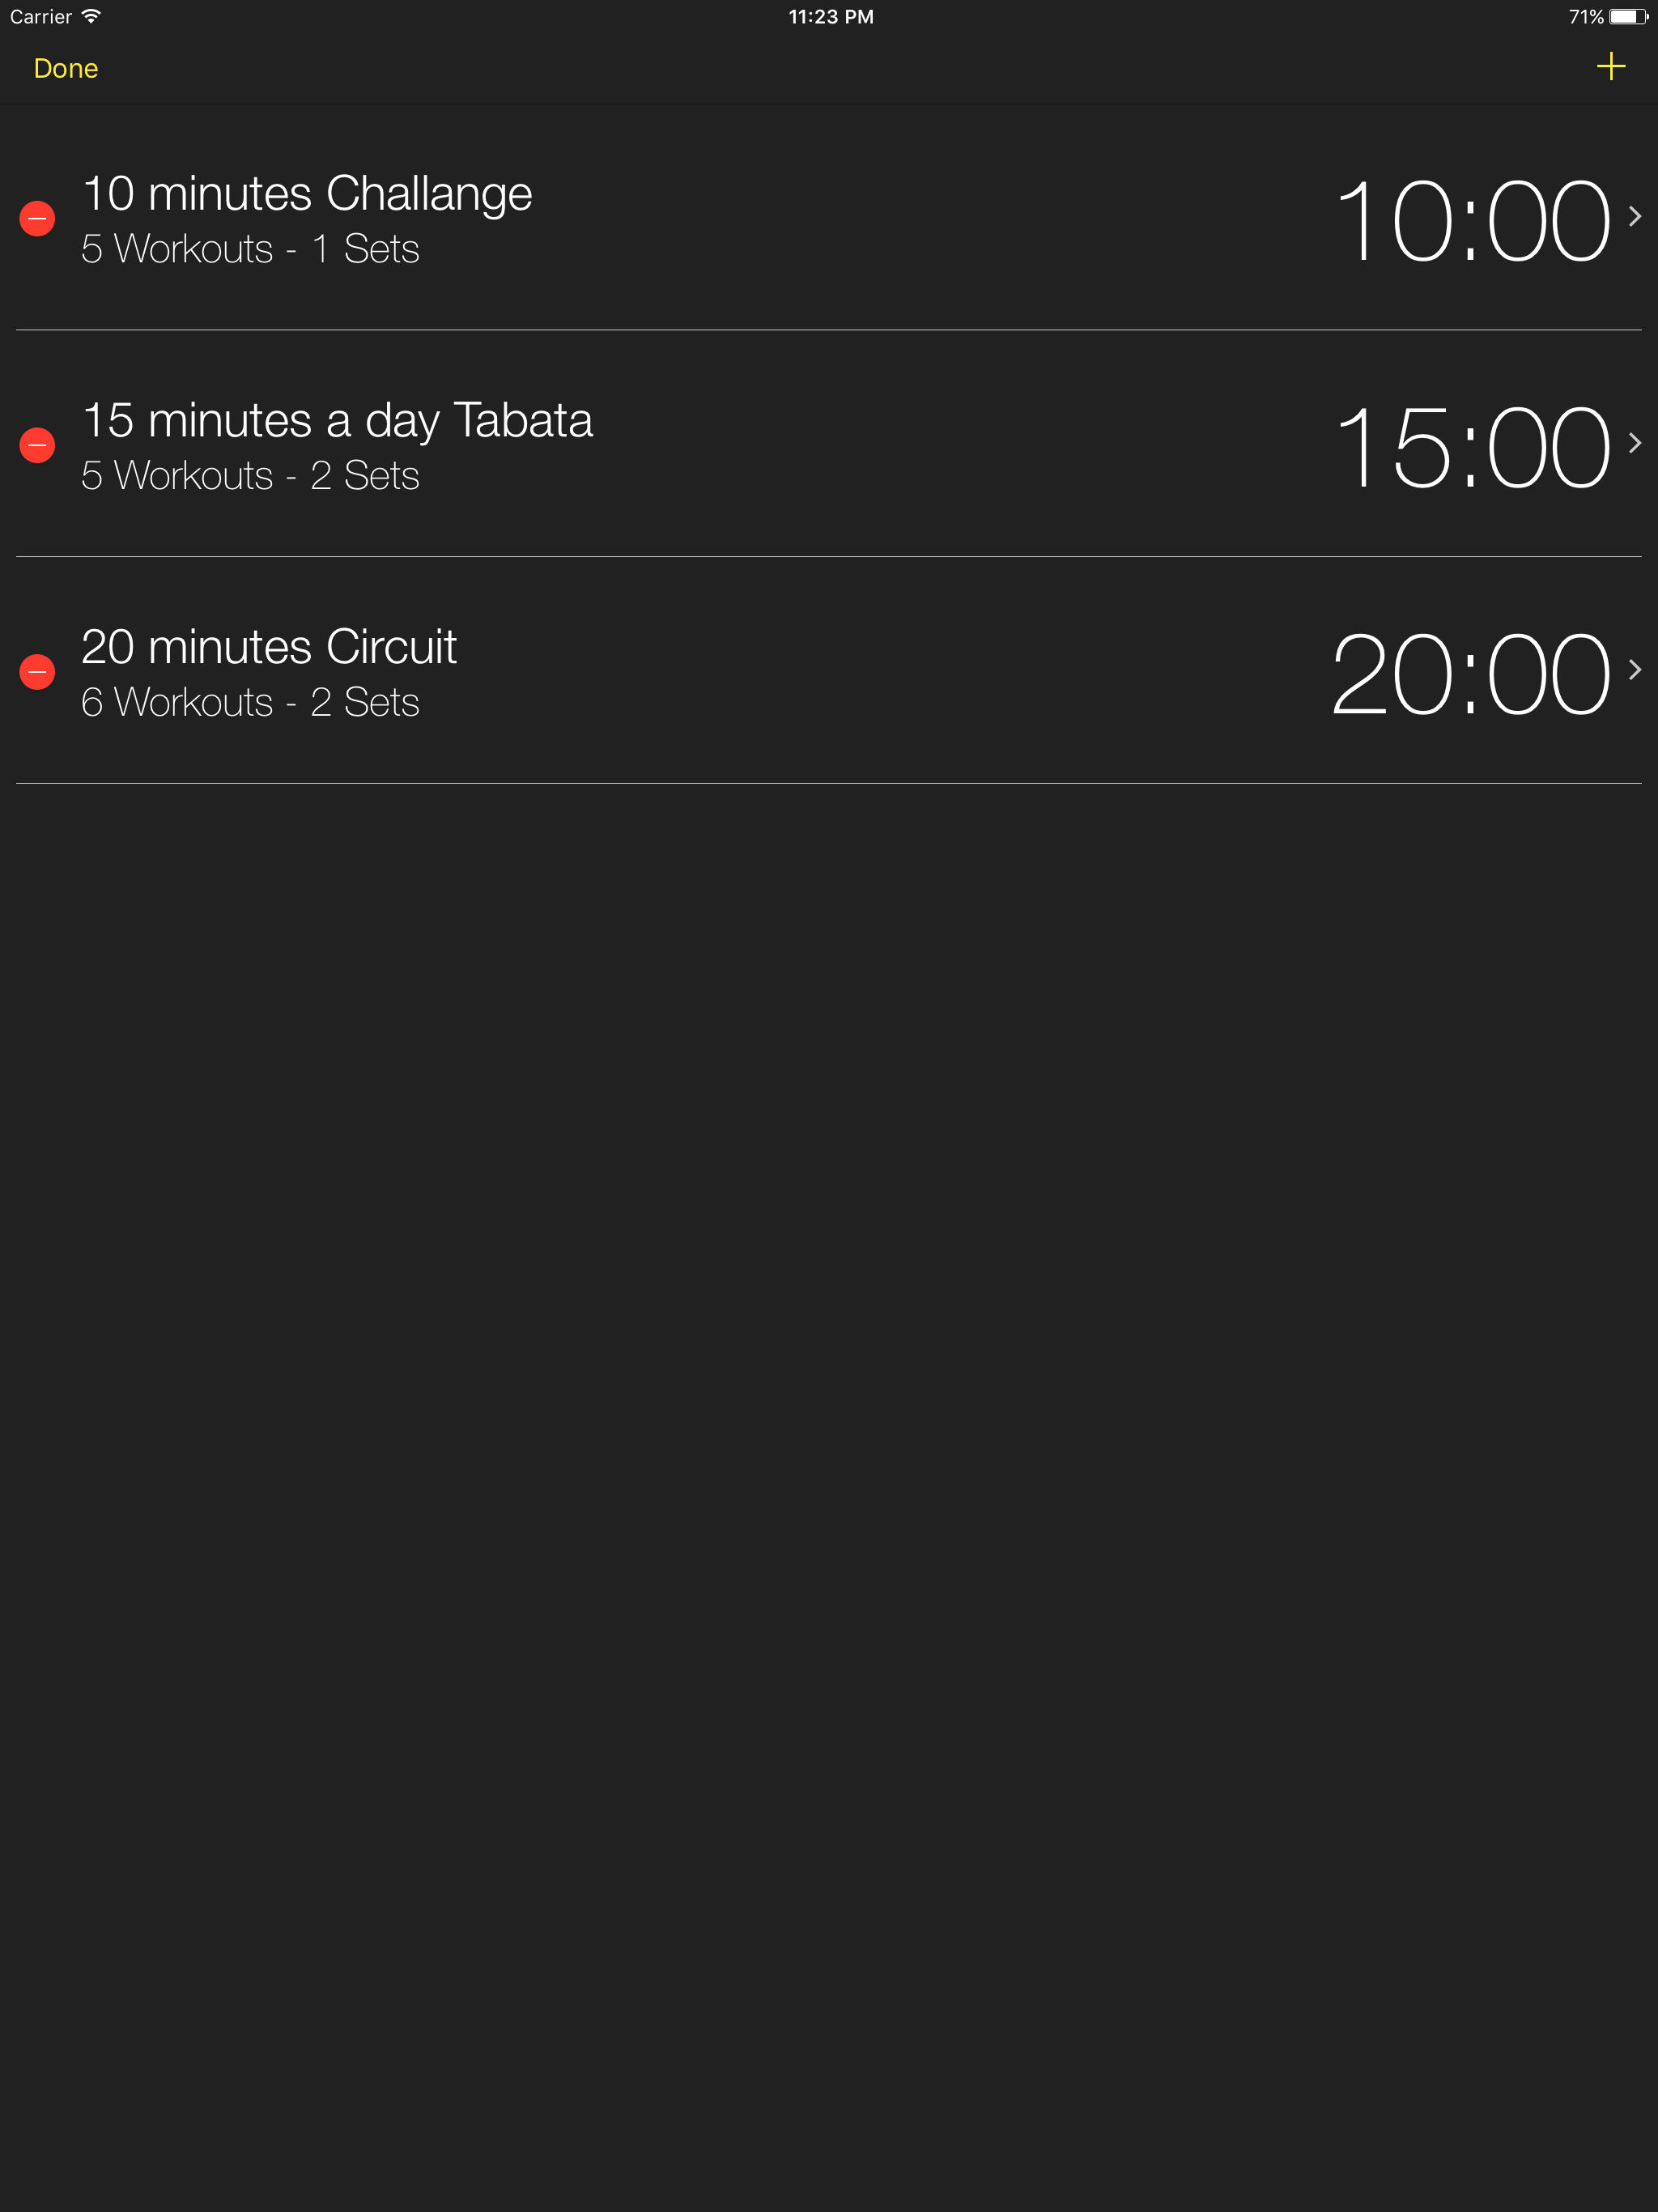 Carrier 11:23 PM 71%
Done
10 minutes Challange
5 Workouts - 1 Sets
10:00
15 minutes a day Tabata
5 Workouts - 2 Sets
15:00
20 minutes Circuit
6 Workouts - 2 Sets
20:00